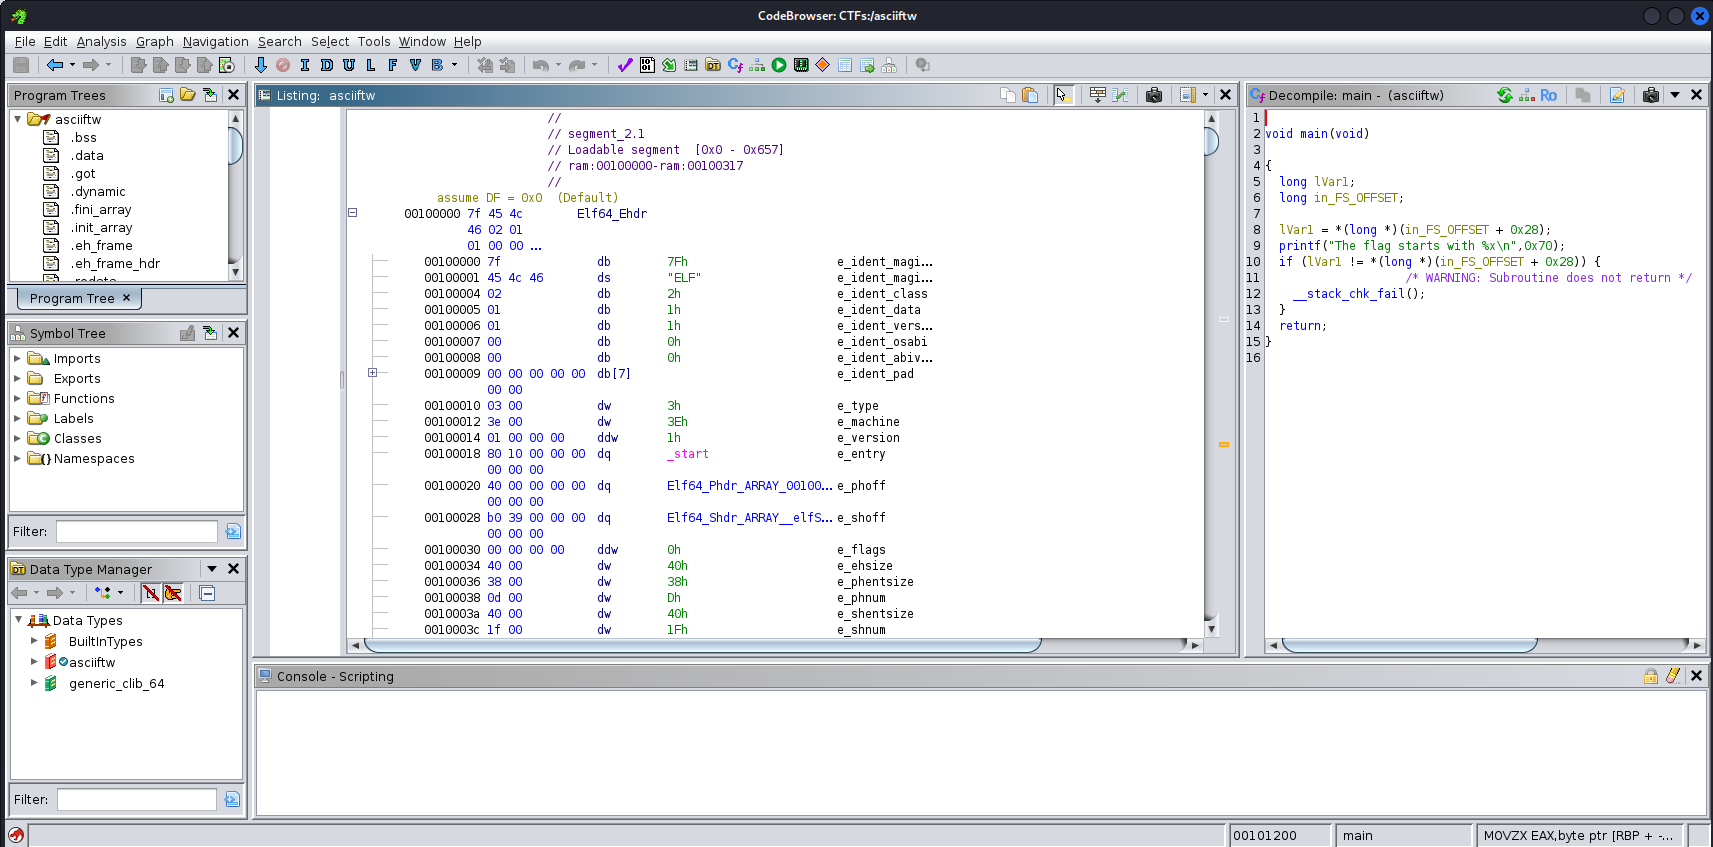 CodeBrowser: CTFs:/asciiftw
File Edit Analysis Graph Navigation Search Select Tools Window Help
I D U L F V B
Program Trees
asciiftw
.bss
.data
.got
.dynamic
.fini_array
.init_array
.eh_frame
.eh_frame_hdr
Program Tree ×
Symbol Tree
Imports
Exports
Functions
Labels
Classes
Namespaces
Filter:
Data Type Manager
Data Types
BuiltInTypes
asciiftw
generic_clib_64
Filter:
Listing: asciiftw
//
// segment_2.1
// Loadable segment [0x0 - 0x657]
// ram:00100000-ram:00100317
//
assume DF = 0x0 (Default)
00100000 7f 45 4c Elf64_Ehdr
46 02 01
01 00 00 ...
00100000 7f db 7Fh e_ident_magi...
00100001 45 4c 46 ds "ELF" e_ident_magi...
00100004 02 db 2h e_ident_class
00100005 01 db 1h e_ident_data
00100006 01 db 1h e_ident_vers...
00100007 00 db 0h e_ident_osabi
00100008 00 db 0h e_ident_abiv...
00100009 00 00 00 00 00 db[7] e_ident_pad
00 00
00100010 03 00 dw 3h e_type
00100012 3e 00 dw 3Eh e_machine
00100014 01 00 00 00 ddw 1h e_version
00100018 80 10 00 00 00 dq _start e_entry
00 00 00
00100020 40 00 00 00 00 dq Elf64_Phdr_ARRAY_00100... e_phoff
00 00 00
00100028 b0 39 00 00 00 dq Elf64_Shdr_ARRAY__elfS... e_shoff
00 00 00
00100030 00 00 00 00 ddw 0h e_flags
00100034 40 00 dw 40h e_ehsize
00100036 38 00 dw 38h e_phentsize
00100038 0d 00 dw Dh e_phnum
0010003a 40 00 dw 40h e_shentsize
0010003c 1f 00 dw 1Fh e_shnum
Decompile: main - (asciiftw)
Ro
1
2 void main(void)
3
4 {
5 long lVar1;
6 long in_FS_OFFSET;
7
8 lVar1 = *(long *)(in_FS_OFFSET + 0x28);
9 printf("The flag starts with %x\n",0x70);
10 if (lVar1 != *(long *)(in_FS_OFFSET + 0x28)) {
11 /* WARNING: Subroutine does not return */
12 __stack_chk_fail();
13 }
14 return;
15 }
16
Console - Scripting
00101200 main MOVZX EAX,byte ptr [RBP + -...